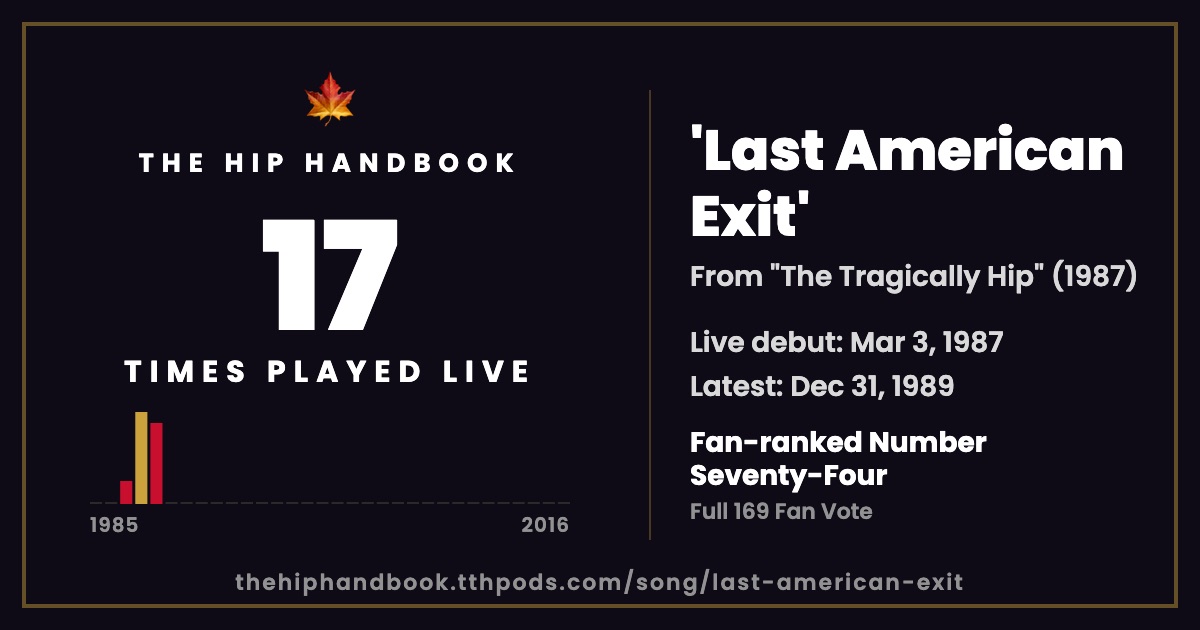 THE HIP HANDBOOK
17
TIMES PLAYED LIVE
1985
2016
'Last American
Exit'
From "The Tragically Hip" (1987)
Live debut: Mar 3, 1987
Latest: Dec 31, 1989
Fan-ranked Number
Seventy-Four
Full 169 Fan Vote
thehiphandbook.tthpods.com/song/last-american-exit